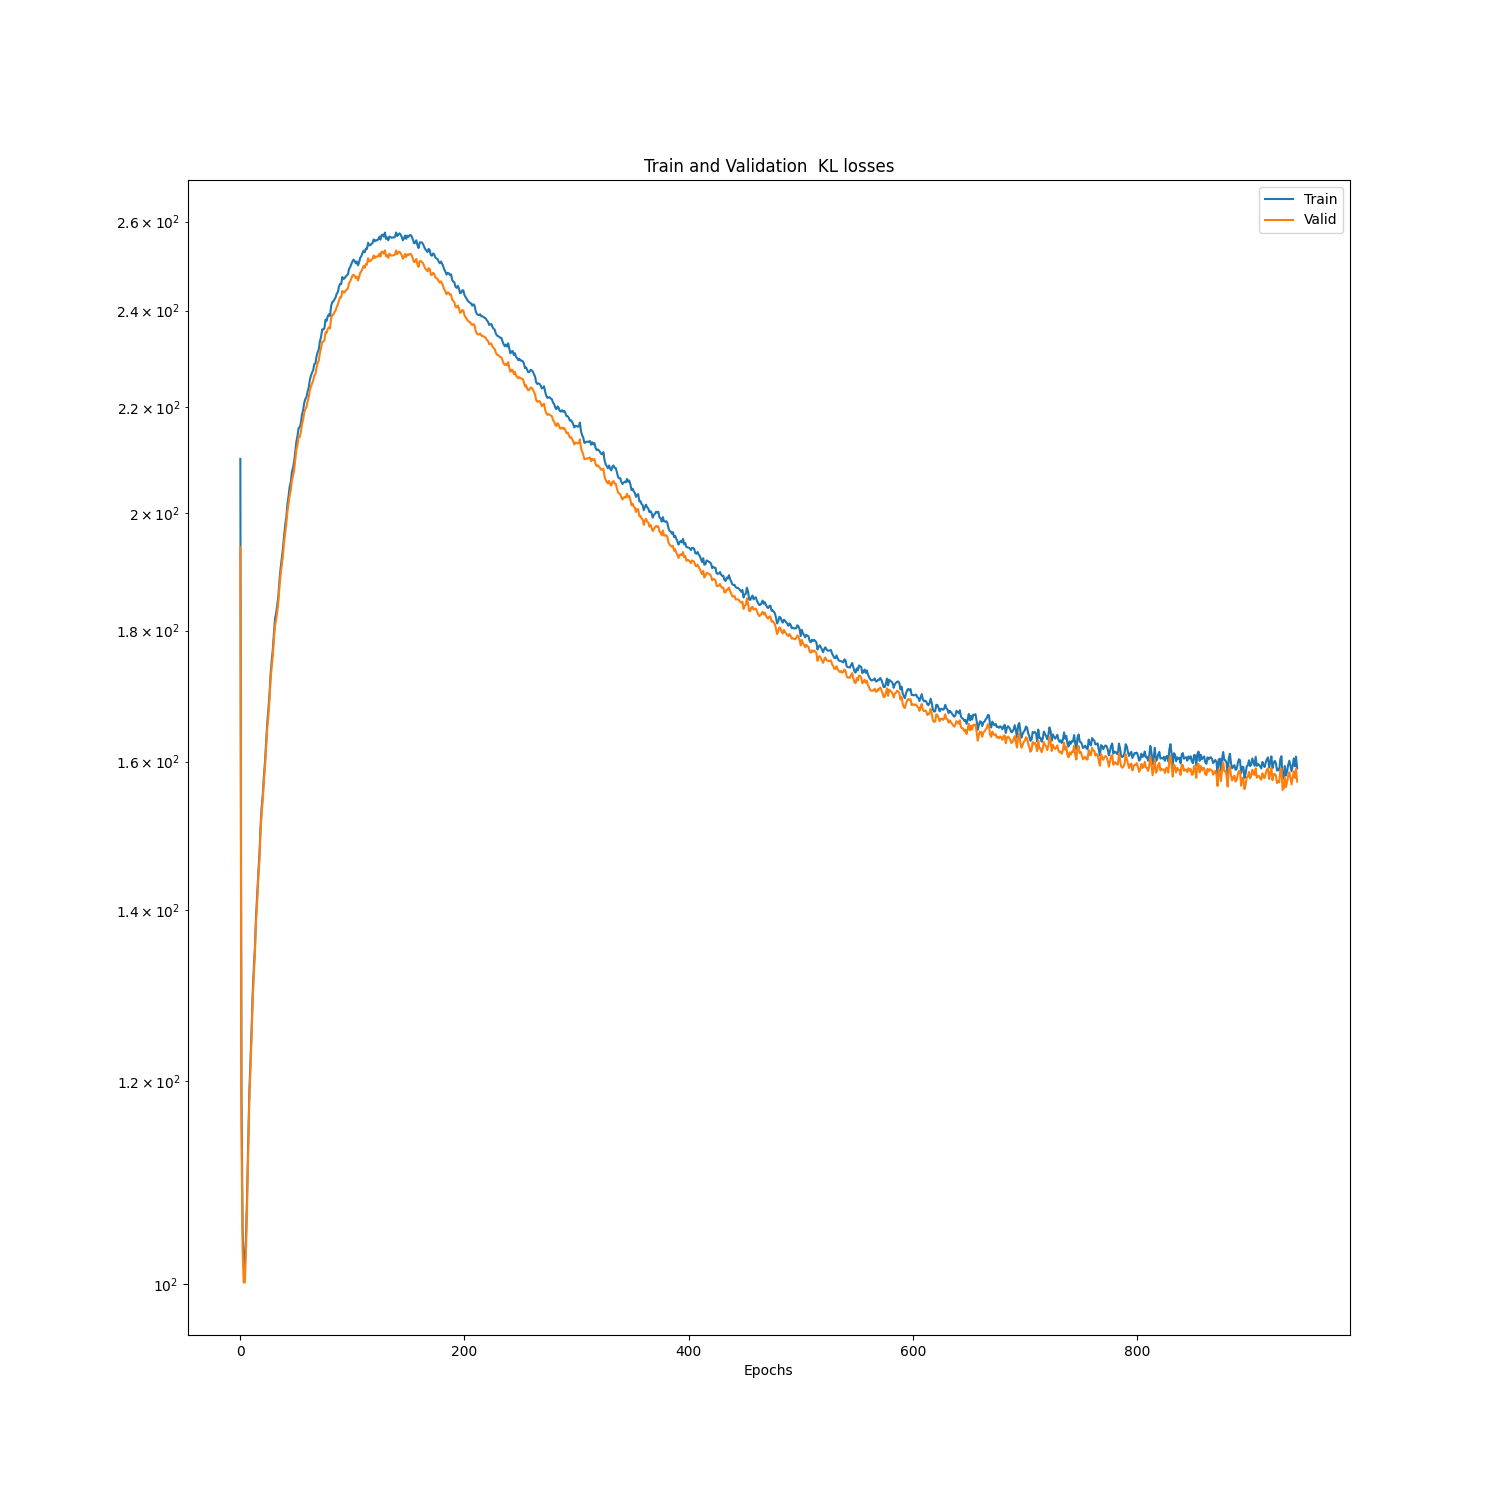 Train and Validation  KL losses
Train
Valid
2.6 × 10²
2.4 × 10²
2.2 × 10²
2 × 10²
1.8 × 10²
1.6 × 10²
1.4 × 10²
1.2 × 10²
10²
0 200 400 600 800
Epochs